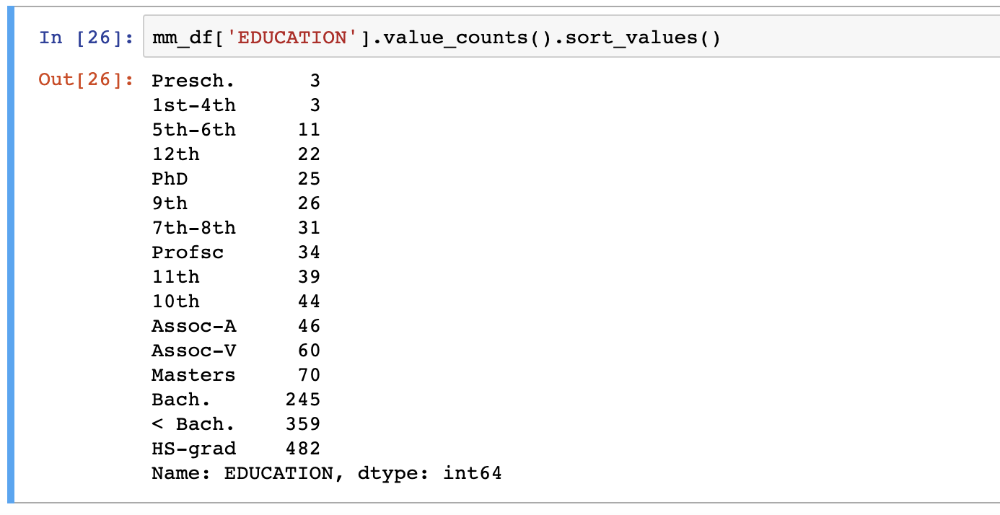 In [26]: mm_df['EDUCATION'].value_counts().sort_values()
Out[26]: Presch. 3
1st-4th 3
5th-6th 11
12th 22
PhD 25
9th 26
7th-8th 31
Profsc 34
11th 39
10th 44
Assoc-A 46
Assoc-V 60
Masters 70
Bach. 245
< Bach. 359
HS-grad 482
Name: EDUCATION, dtype: int64